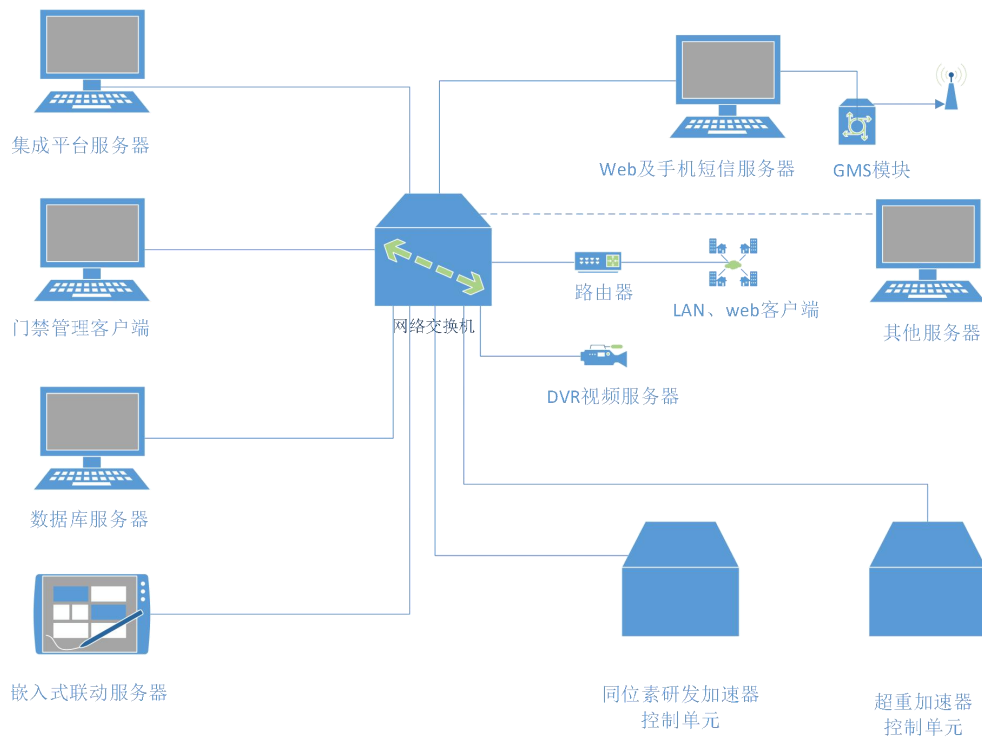 集成平台服务器
Web及手机短信服务器
GMS模块
门禁管理客户端
网络交换机
路由器
LAN、web客户端
其他服务器
DVR视频服务器
数据库服务器
嵌入式联动服务器
同位素研发加速器
控制单元
超重加速器
控制单元